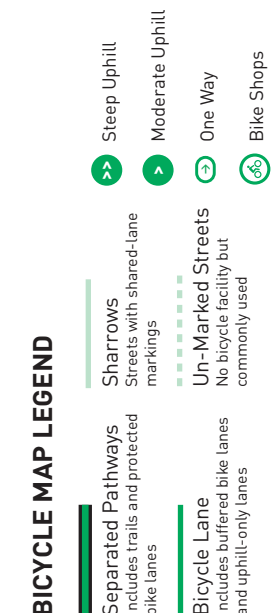 BICYCLE MAP LEGEND
Separated Pathways
Includes trails and protected
bike lanes
Bicycle Lane
Includes buffered bike lanes
and uphill-only lanes
Sharrows
Streets with shared-lane
markings
Un-Marked Streets
No bicycle facility but
commonly used
Steep Uphill
Moderate Uphill
One Way
Bike Shops